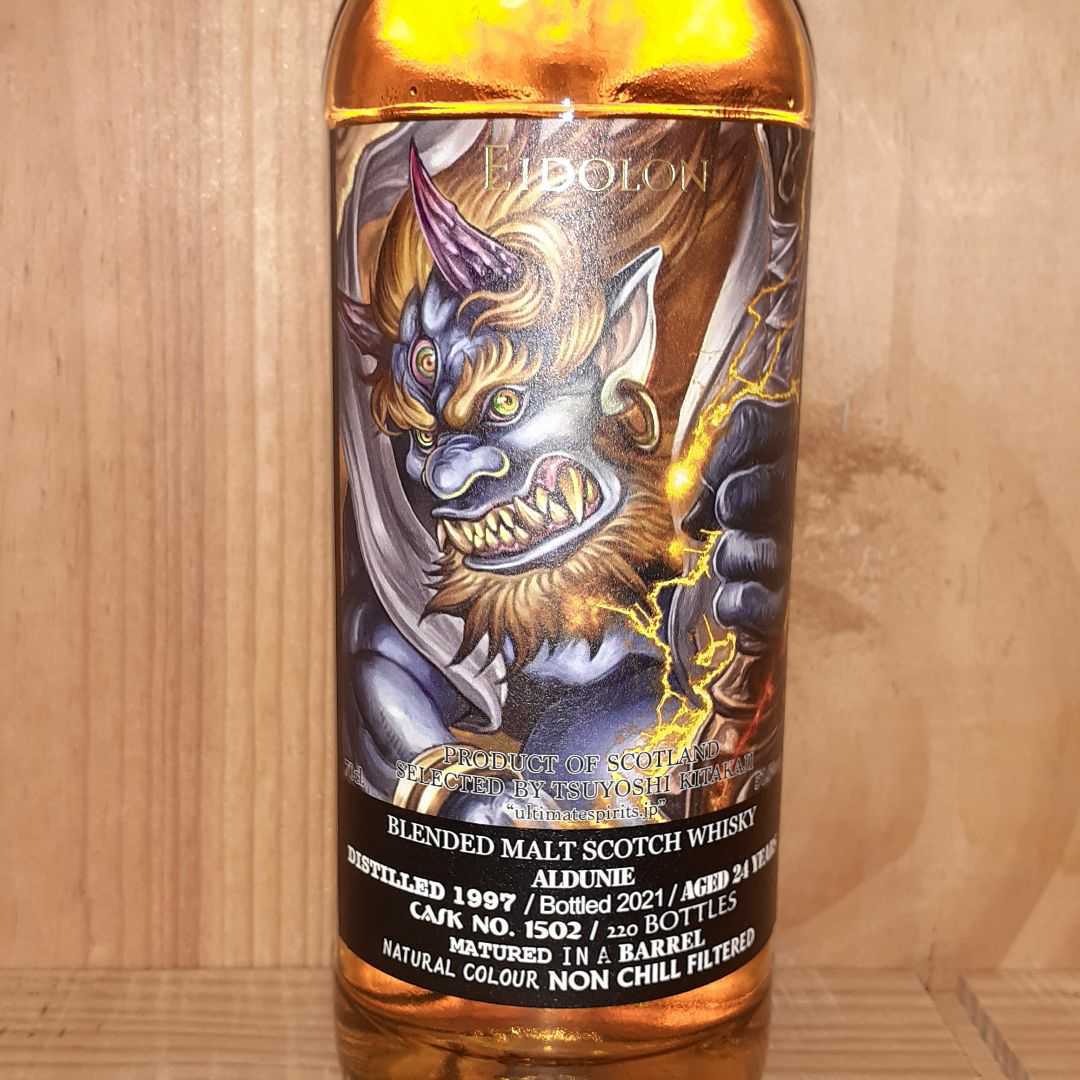 EIDOLON
PRODUCT OF SCOTLAND
SELECTED BY TSUYOSHI KITAKAJI
"ultimatespirits.jp"
BLENDED MALT SCOTCH WHISKY
ALDUNIE
DISTILLED 1997 / Bottled 2021 / AGED 24 YEARS
CASK NO. 1502 / 220 BOTTLES
MATURED IN A BARREL
NATURAL COLOUR NON CHILL FILTERED